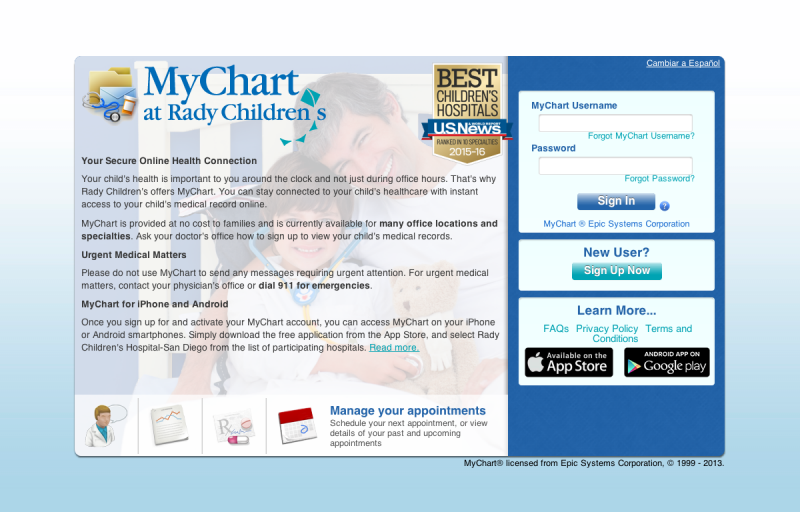 Cambiar a Español
MyChart
at Rady Children's
BEST
CHILDREN'S
HOSPITALS
U.S.News
& WORLD REPORT
RANKED IN 10 SPECIALTIES
2015-16
Your Secure Online Health Connection
Your child's health is important to you around the clock and not just during office hours. That's why
Rady Children's offers MyChart. You can stay connected to your child's healthcare with instant
access to your child's medical record online.
MyChart is provided at no cost to families and is currently available for many office locations and
specialties. Ask your doctor's office how to sign up to view your child's medical records.
Urgent Medical Matters
Please do not use MyChart to send any messages requiring urgent attention. For urgent medical
matters, contact your physician's office or dial 911 for emergencies.
MyChart for iPhone and Android
Once you sign up for and activate your MyChart account, you can access MyChart on your iPhone
or Android smartphones. Simply download the free application from the App Store, and select Rady
Children's Hospital-San Diego from the list of participating hospitals. Read more.
Rx
Manage your appointments
Schedule your next appointment, or view
details of your past and upcoming
appointments
MyChart Username
Forgot MyChart Username?
Password
Forgot Password?
Sign In
?
MyChart ® Epic Systems Corporation
New User?
Sign Up Now
Learn More...
FAQs Privacy Policy Terms and
Conditions
Available on the
App Store
ANDROID APP ON
Google play
MyChart® licensed from Epic Systems Corporation, © 1999 - 2013.